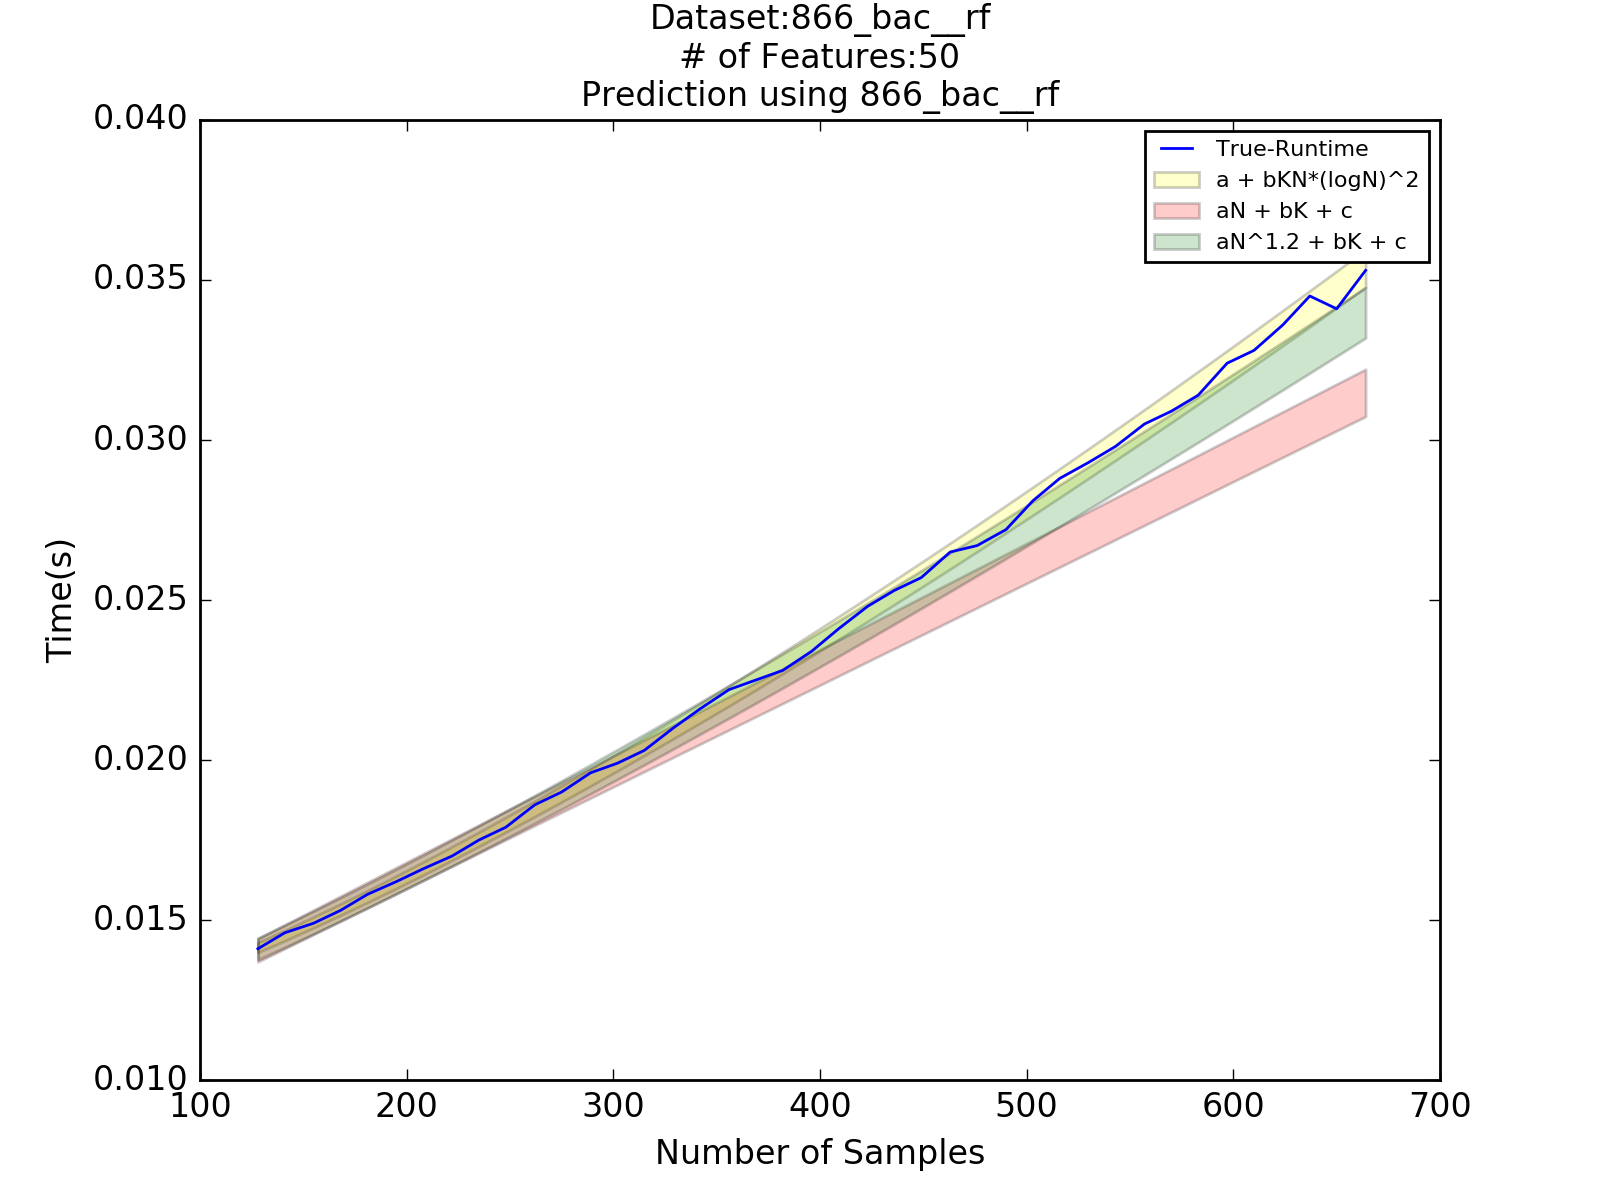 Dataset:866_bac__rf
# of Features:50
Prediction using 866_bac__rf
0.040
0.035
0.030
0.025
0.020
0.015
0.010
Time(s)
True-Runtime
a + bKN*(logN)^2
aN + bK + c
aN^1.2 + bK + c
100 200 300 400 500 600 700
Number of Samples